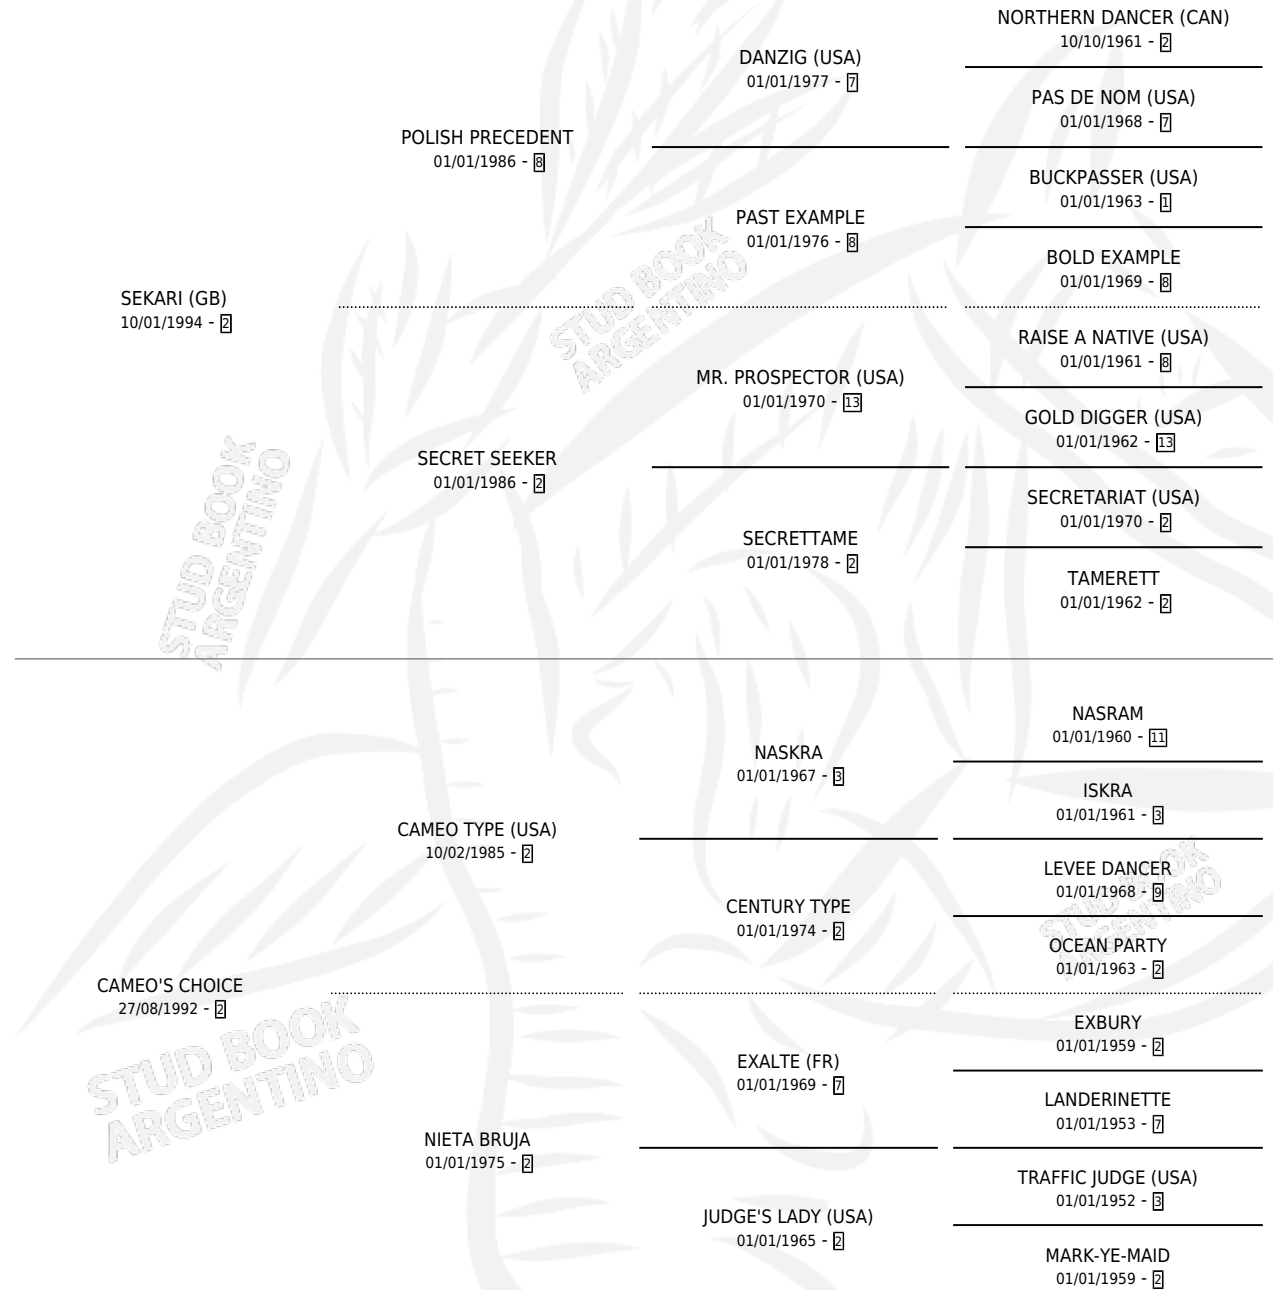 NORTHERN DANCER (CAN)
10/10/1961 - 2
DANZIG (USA)
01/01/1977 - 7
PAS DE NOM (USA)
01/01/1968 - 7
POLISH PRECEDENT
01/01/1986 - 8
BUCKPASSER (USA)
01/01/1963 - 1
PAST EXAMPLE
01/01/1976 - 8
BOLD EXAMPLE
01/01/1969 - 8
SEKARI (GB)
10/01/1994 - 2
STUD BOOK
ARGENTINO
RAISE A NATIVE (USA)
01/01/1961 - 8
MR. PROSPECTOR (USA)
01/01/1970 - 13
GOLD DIGGER (USA)
01/01/1962 - 13
SECRET SEEKER
01/01/1986 - 2
SECRETARIAT (USA)
01/01/1970 - 2
SECRETTAME
01/01/1978 - 2
TAMERETT
01/01/1962 - 2
STUD BOOK
ARGENTINO
NASRAM
01/01/1960 - 11
NASKRA
01/01/1967 - 3
ISKRA
01/01/1961 - 3
CAMEO TYPE (USA)
10/02/1985 - 2
LEVEE DANCER
01/01/1968 - 9
CENTURY TYPE
01/01/1974 - 2
OCEAN PARTY
01/01/1963 - 2
STUD BOOK
ARGENTINO
CAMEO'S CHOICE
27/08/1992 - 2
STUD BOOK
ARGENTINO
EXBURY
01/01/1959 - 2
EXALTE (FR)
01/01/1969 - 7
LANDERINETTE
01/01/1953 - 7
NIETA BRUJA
01/01/1975 - 2
TRAFFIC JUDGE (USA)
01/01/1952 - 3
JUDGE'S LADY (USA)
01/01/1965 - 2
MARK-YE-MAID
01/01/1959 - 2